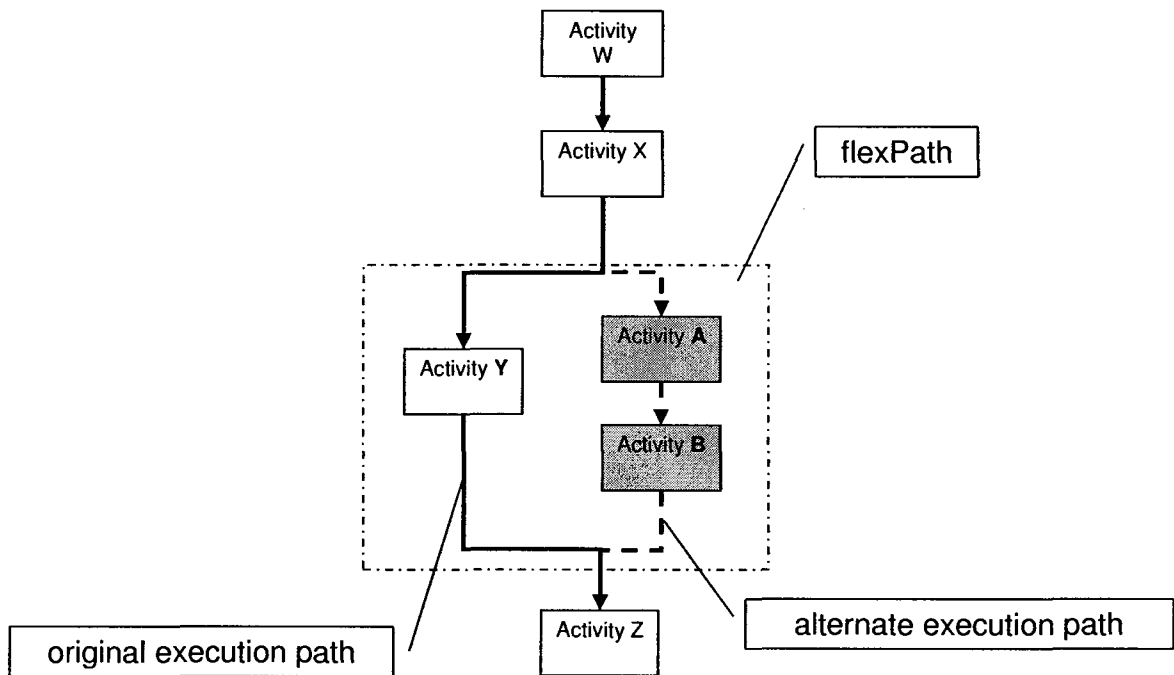 Activity
W
Activity X
flexPath
Activity A
Activity Y
Activity B
Activity Z
alternate execution path
original execution path